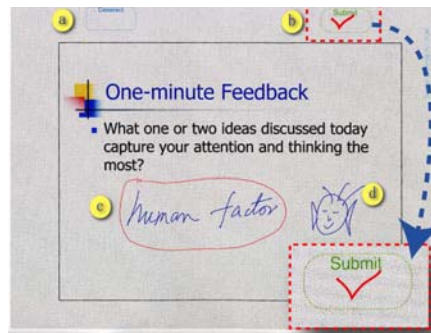 a
Connect
b
Submit
One-minute Feedback
What one or two ideas discussed today
capture your attention and thinking the
most?
c
human factor
d
Submit